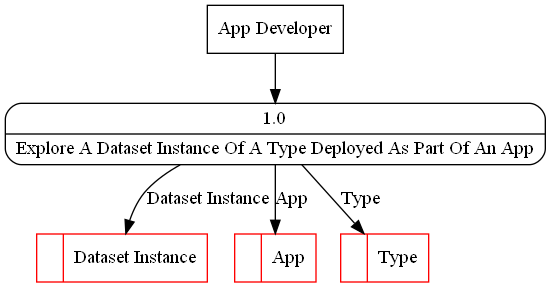 App Developer
1.0
Explore A Dataset Instance Of A Type Deployed As Part Of An App
Dataset Instance
App
Type
Dataset Instance
App
Type